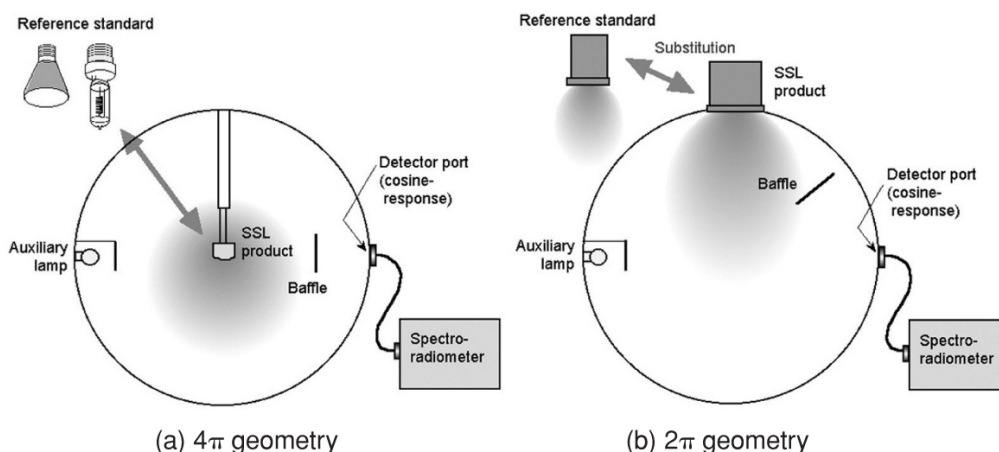 Reference standard
SSL
product
Detector port
(cosine-
response)
Auxiliary
lamp
Baffle
Spectro-
radiometer
(a) 4π geometry
Reference standard
Substitution
SSL
product
Baffle
Detector port
(cosine-
response)
Auxiliary
lamp
Spectro-
radiometer
(b) 2π geometry